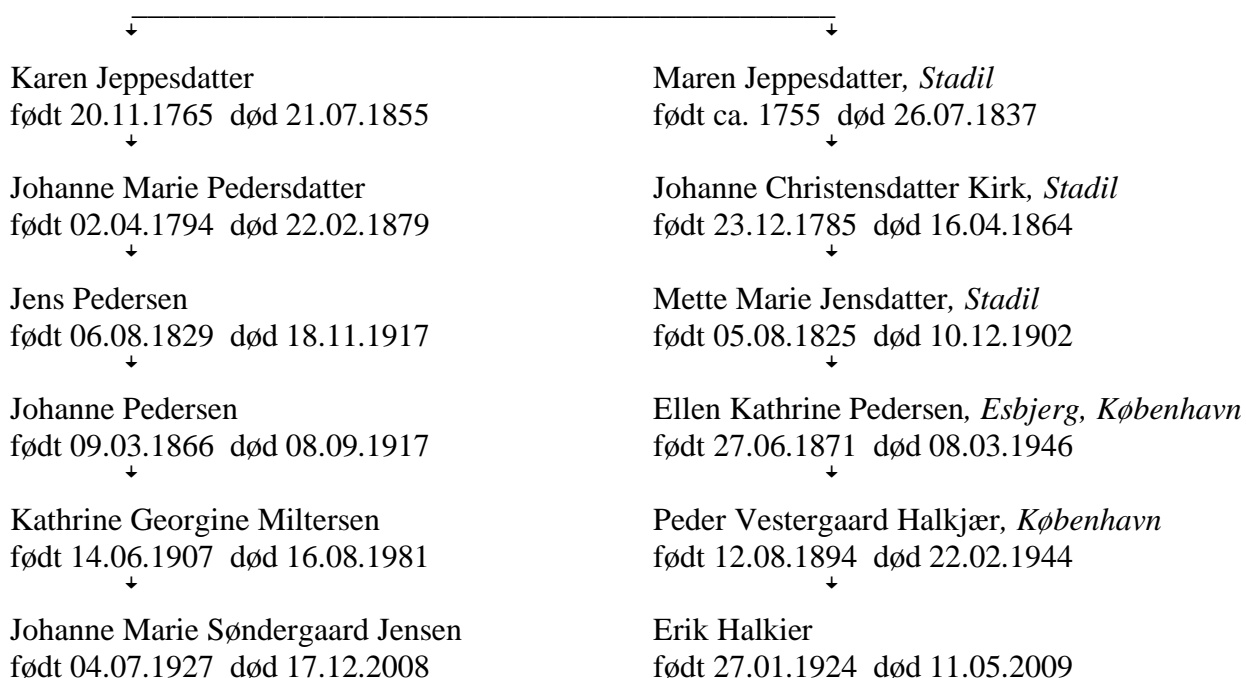 Karen Jeppesdatter
født 20.11.1765 død 21.07.1855
Johanne Marie Pedersdatter
født 02.04.1794 død 22.02.1879
Jens Pedersen
født 06.08.1829 død 18.11.1917
Johanne Pedersen
født 09.03.1866 død 08.09.1917
Kathrine Georgine Miltersen
født 14.06.1907 død 16.08.1981
Johanne Marie Søndergaard Jensen
født 04.07.1927 død 17.12.2008
Maren Jeppesdatter, Stadil
født ca. 1755 død 26.07.1837
Johanne Christensdatter Kirk, Stadil
født 23.12.1785 død 16.04.1864
Mette Marie Jensdatter, Stadil
født 05.08.1825 død 10.12.1902
Ellen Kathrine Pedersen, Esbjerg, København
født 27.06.1871 død 08.03.1946
Peder Vestergaard Halkjær, København
født 12.08.1894 død 22.02.1944
Erik Halkier
født 27.01.1924 død 11.05.2009